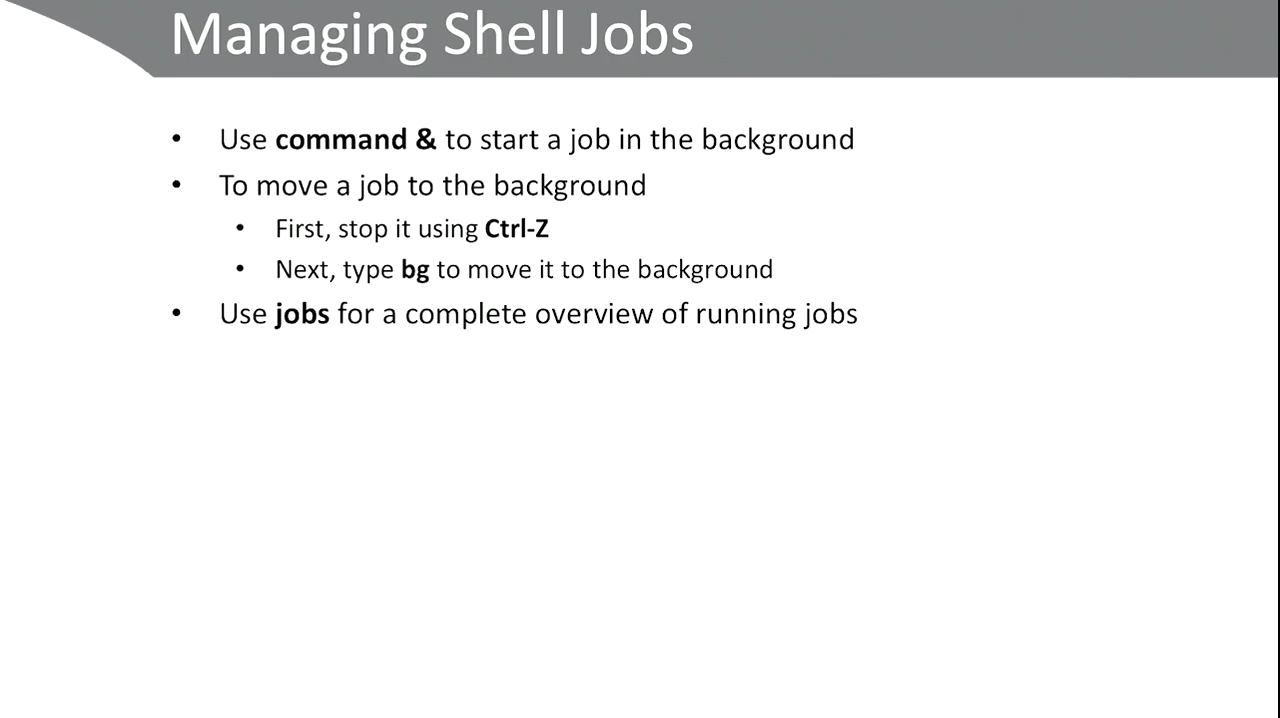 Managing Shell Jobs
• Use command & to start a job in the background
• To move a job to the background
• First, stop it using Ctrl-Z
• Next, type bg to move it to the background
• Use jobs for a complete overview of running jobs